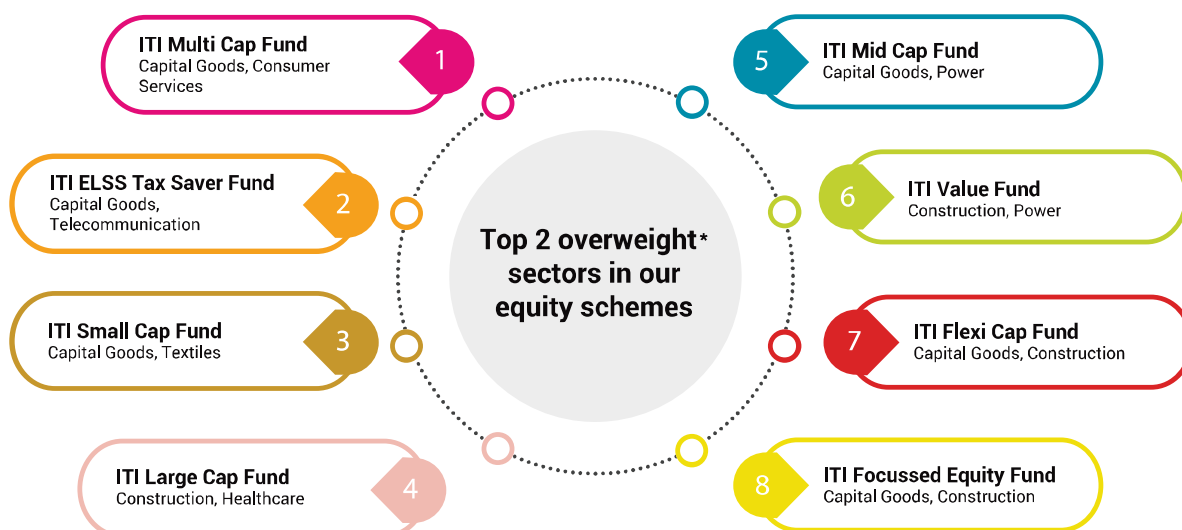 ITI Multi Cap Fund
Capital Goods, Consumer
Services
1
ITI ELSS Tax Saver Fund
Capital Goods,
Telecommunication
2
ITI Small Cap Fund
Capital Goods, Textiles
3
ITI Large Cap Fund
Construction, Healthcare
4
Top 2 overweight*
sectors in our
equity schemes
5
ITI Mid Cap Fund
Capital Goods, Power
6
ITI Value Fund
Construction, Power
7
ITI Flexi Cap Fund
Capital Goods, Construction
8
ITI Focussed Equity Fund
Capital Goods, Construction